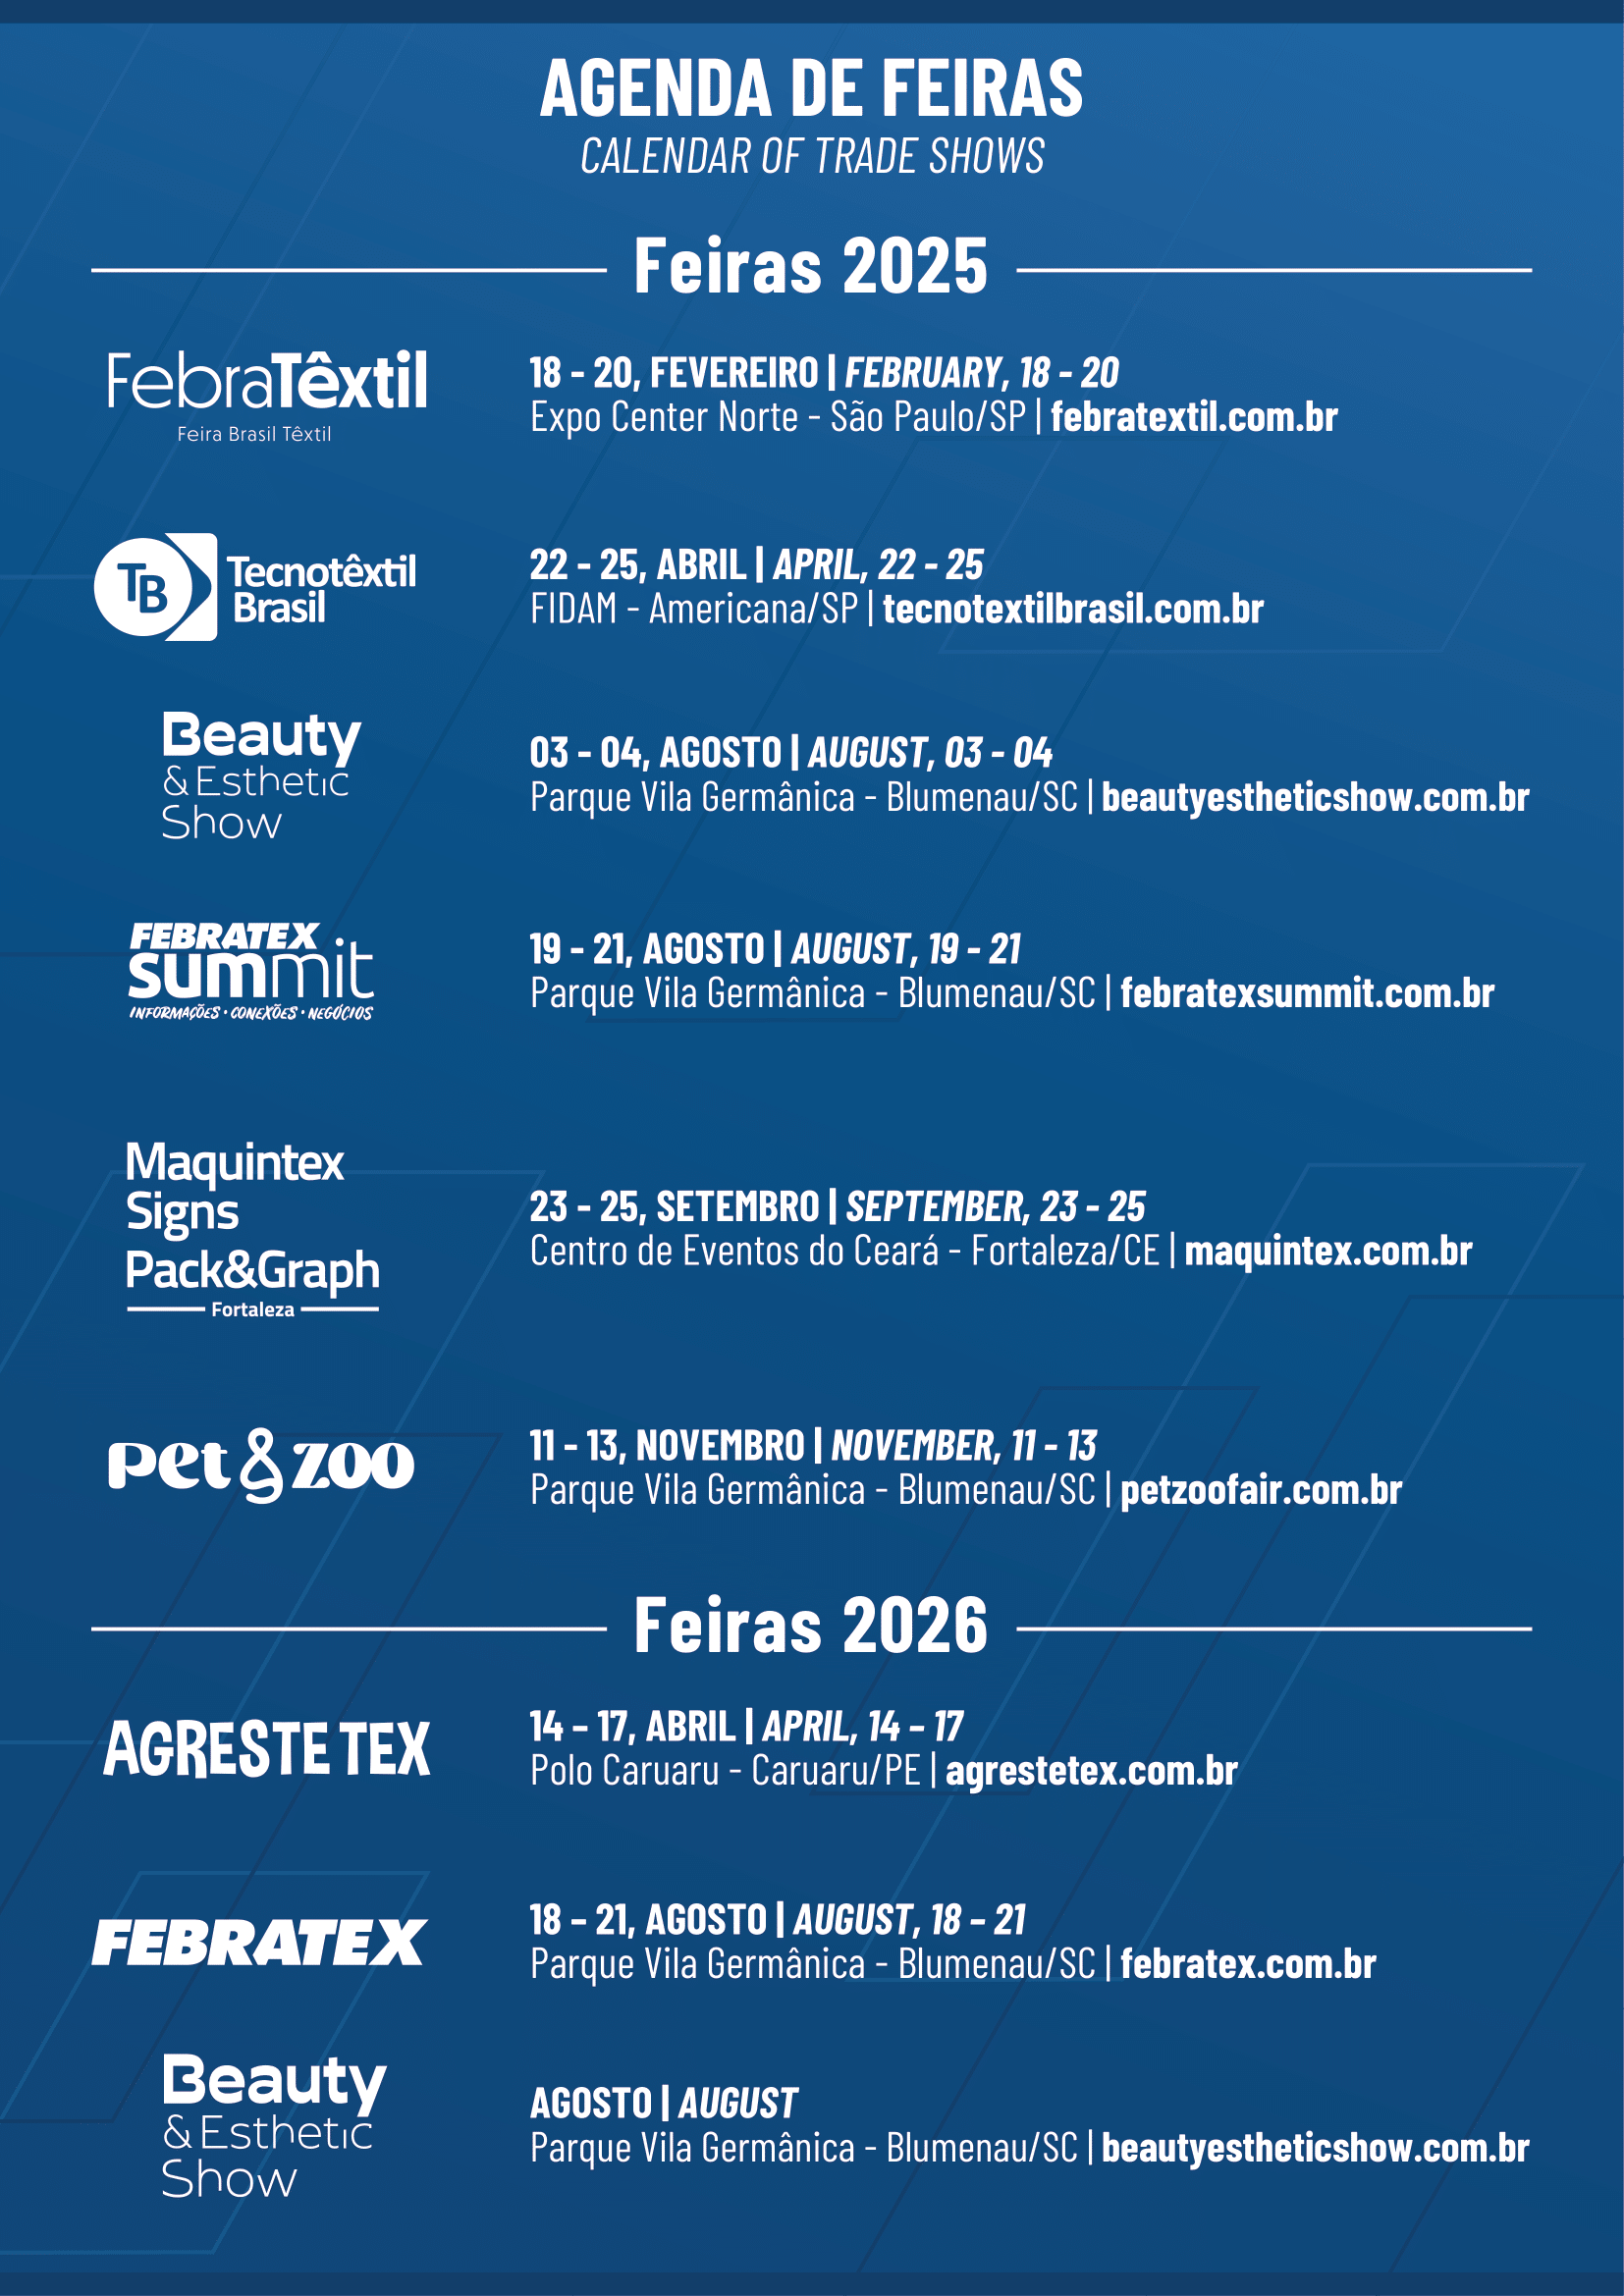 AGENDA DE FEIRAS
CALENDAR OF TRADE SHOWS
Feiras 2025
FebraTêxtil
Feira Brasil Têxtil
18 - 20, FEVEREIRO | FEBRUARY, 18 - 20
Expo Center Norte - São Paulo/SP | febratextil.com.br
TB
Tecnotêxtil
Brasil
22 - 25, ABRIL | APRIL, 22 - 25
FIDAM - Americana/SP | tecnotextilbrasil.com.br
Beauty
& Esthetic
Show
03 - 04, AGOSTO | AUGUST, 03 - 04
Parque Vila Germânica - Blumenau/SC | beautyestheticshow.com.br
FEBRATEX
summit
INFORMAÇÕES • CONEXÕES • NEGÓCIOS
19 - 21, AGOSTO | AUGUST, 19 - 21
Parque Vila Germânica - Blumenau/SC | febratexsummit.com.br
Maquintex
Signs
Pack&Graph
Fortaleza
23 - 25, SETEMBRO | SEPTEMBER, 23 - 25
Centro de Eventos do Ceará - Fortaleza/CE | maquintex.com.br
pet & zoo
11 - 13, NOVEMBRO | NOVEMBER, 11 - 13
Parque Vila Germânica - Blumenau/SC | petzoofair.com.br
Feiras 2026
AGRESTE TEX
14 – 17, ABRIL | APRIL, 14 – 17
Polo Caruaru - Caruaru/PE | agrestetex.com.br
FEBRATEX
18 – 21, AGOSTO | AUGUST, 18 – 21
Parque Vila Germânica - Blumenau/SC | febratex.com.br
Beauty
& Esthetic
Show
AGOSTO | AUGUST
Parque Vila Germânica - Blumenau/SC | beautyestheticshow.com.br